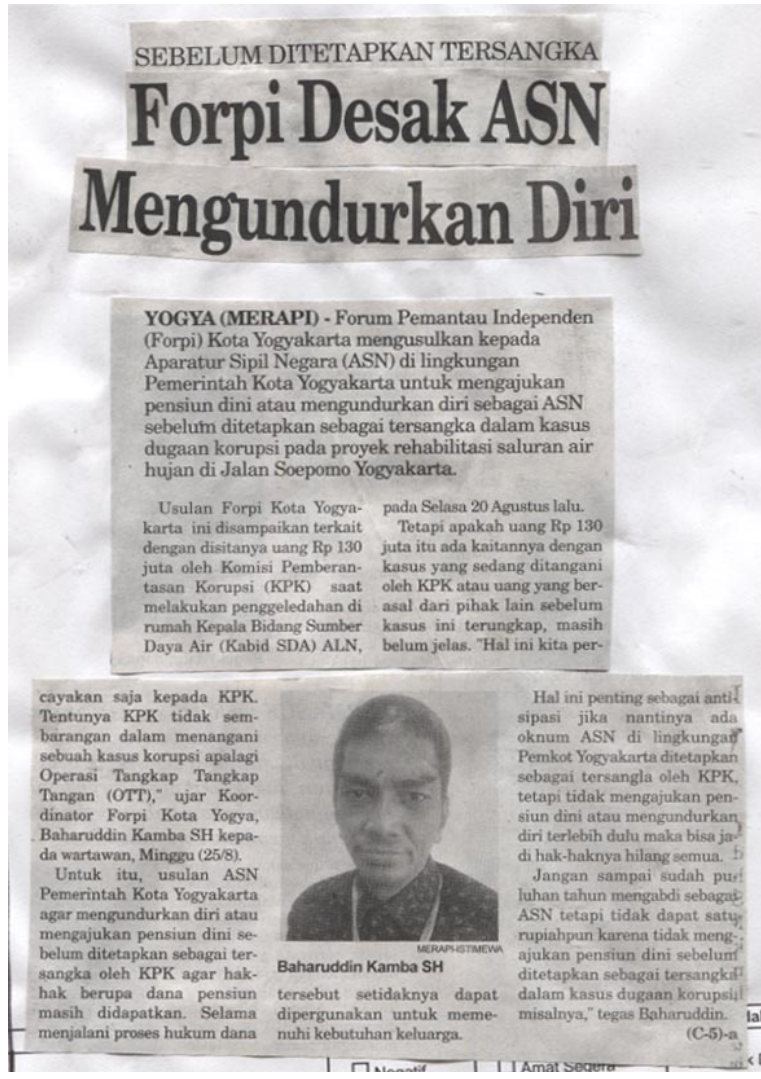 SEBELUM DITETAPKAN TERSANGKA
Forpi Desak ASN
Mengundurkan Diri
YOGYA (MERAPI) - Forum Pemantau Independen
(Forpi) Kota Yogyakarta mengusulkan kepada
Aparatur Sipil Negara (ASN) di lingkungan
Pemerintah Kota Yogyakarta untuk mengajukan
pensiun dini atau mengundurkan diri sebagai ASN
sebelum ditetapkan sebagai tersangka dalam kasus
dugaan korupsi pada proyek rehabilitasi saluran air
hujan di Jalan Soepomo Yogyakarta.
Usulan Forpi Kota Yogya-
karta ini disampaikan terkait
dengan disitanya uang Rp 130
juta oleh Komisi Pemberan-
tasan Korupsi (KPK) saat
melakukan penggeledahan di
rumah Kepala Bidang Sumber
Daya Air (Kabid SDA) ALN,
pada Selasa 20 Agustus lalu.
Tetapi apakah uang Rp 130
juta itu ada kaitannya dengan
kasus yang sedang ditangani
oleh KPK atau uang yang ber-
asal dari pihak lain sebelum
kasus ini terungkap, masih
belum jelas. "Hal ini kita per-
cayakan saja kepada KPK.
Tentunya KPK tidak sem-
barangan dalam menangani
sebuah kasus korupsi apalagi
Operasi Tangkap Tangkap
Tangan (OTT)," ujar Koor-
dinator Forpi Kota Yogya,
Baharuddin Kamba SH kepa-
da wartawan, Minggu (25/8).
Untuk itu, usulan ASN
Pemerintah Kota Yogyakarta
agar mengundurkan diri atau
mengajukan pensiun dini se-
belum ditetapkan sebagai ter-
sangka oleh KPK agar hak-
hak berupa dana pensiun
masih didapatkan. Selama
menjalani proses hukum dana
MERAPI-ISTIMEWA
Baharuddin Kamba SH
tersebut setidaknya dapat
dipergunakan untuk meme-
nuhi kebutuhan keluarga.
Hal ini penting sebagai anti-
sipasi jika nantinya ada
oknum ASN di lingkungan
Pemkot Yogyakarta ditetapkan
sebagai tersangla oleh KPK,
tetapi tidak mengajukan pen-
siun dini atau mengundurkan
diri terlebih dulu maka bisa ja-
di hak-haknya hilang semua.
Jangan sampai sudah pu-
luhan tahun mengabdi sebagai
ASN tetapi tidak dapat satu
rupiahpun karena tidak meng-
ajukan pensiun dini sebelum
ditetapkan sebagai tersangka
dalam kasus dugaan korupsi,
misalnya," tegas Baharuddin.
(C-5)-a
Negatif
Amat Segera